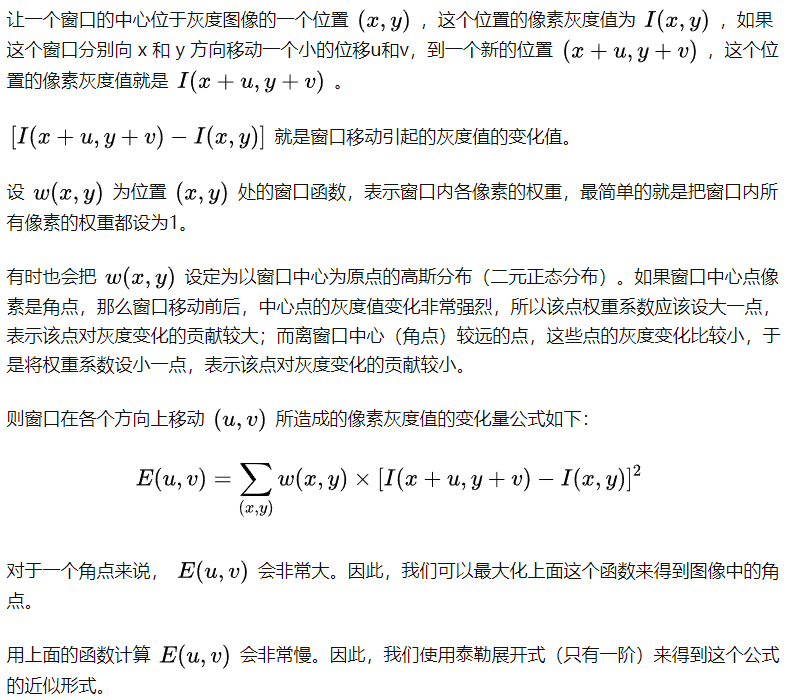 让一个窗口的中心位于灰度图像的一个位置 (x, y) ，这个位置的像素灰度值为 I(x, y) ，如果
这个窗口分别向 x 和 y 方向移动一个小的位移u和v，到一个新的位置 (x + u, y + v) ，这个位
置的像素灰度值就是 I(x + u, y + v) 。
[I(x + u, y + v) − I(x, y)] 就是窗口移动引起的灰度值的变化值。
设 w(x, y) 为位置 (x, y) 处的窗口函数，表示窗口内各像素的权重，最简单的就是把窗口内所
有像素的权重都设为1。
有时也会把 w(x, y) 设定为以窗口中心为原点的高斯分布（二元正态分布）。如果窗口中心点像
素是角点，那么窗口移动前后，中心点的灰度值变化非常强烈，所以该点权重系数应该设大一点，
表示该点对灰度变化的贡献较大；而离窗口中心（角点）较远的点，这些点的灰度变化比较小，于
是将权重系数设小一点，表示该点对灰度变化的贡献较小。
则窗口在各个方向上移动 (u, v) 所造成的像素灰度值的变化量公式如下：
E(u, v) = ∑_{(x,y)} w(x, y) × [I(x + u, y + v) − I(x, y)]²
对于一个角点来说， E(u, v) 会非常大。因此，我们可以最大化上面这个函数来得到图像中的角
点。
用上面的函数计算 E(u, v) 会非常慢。因此，我们使用泰勒展开式（只有一阶）来得到这个公式
的近似形式。